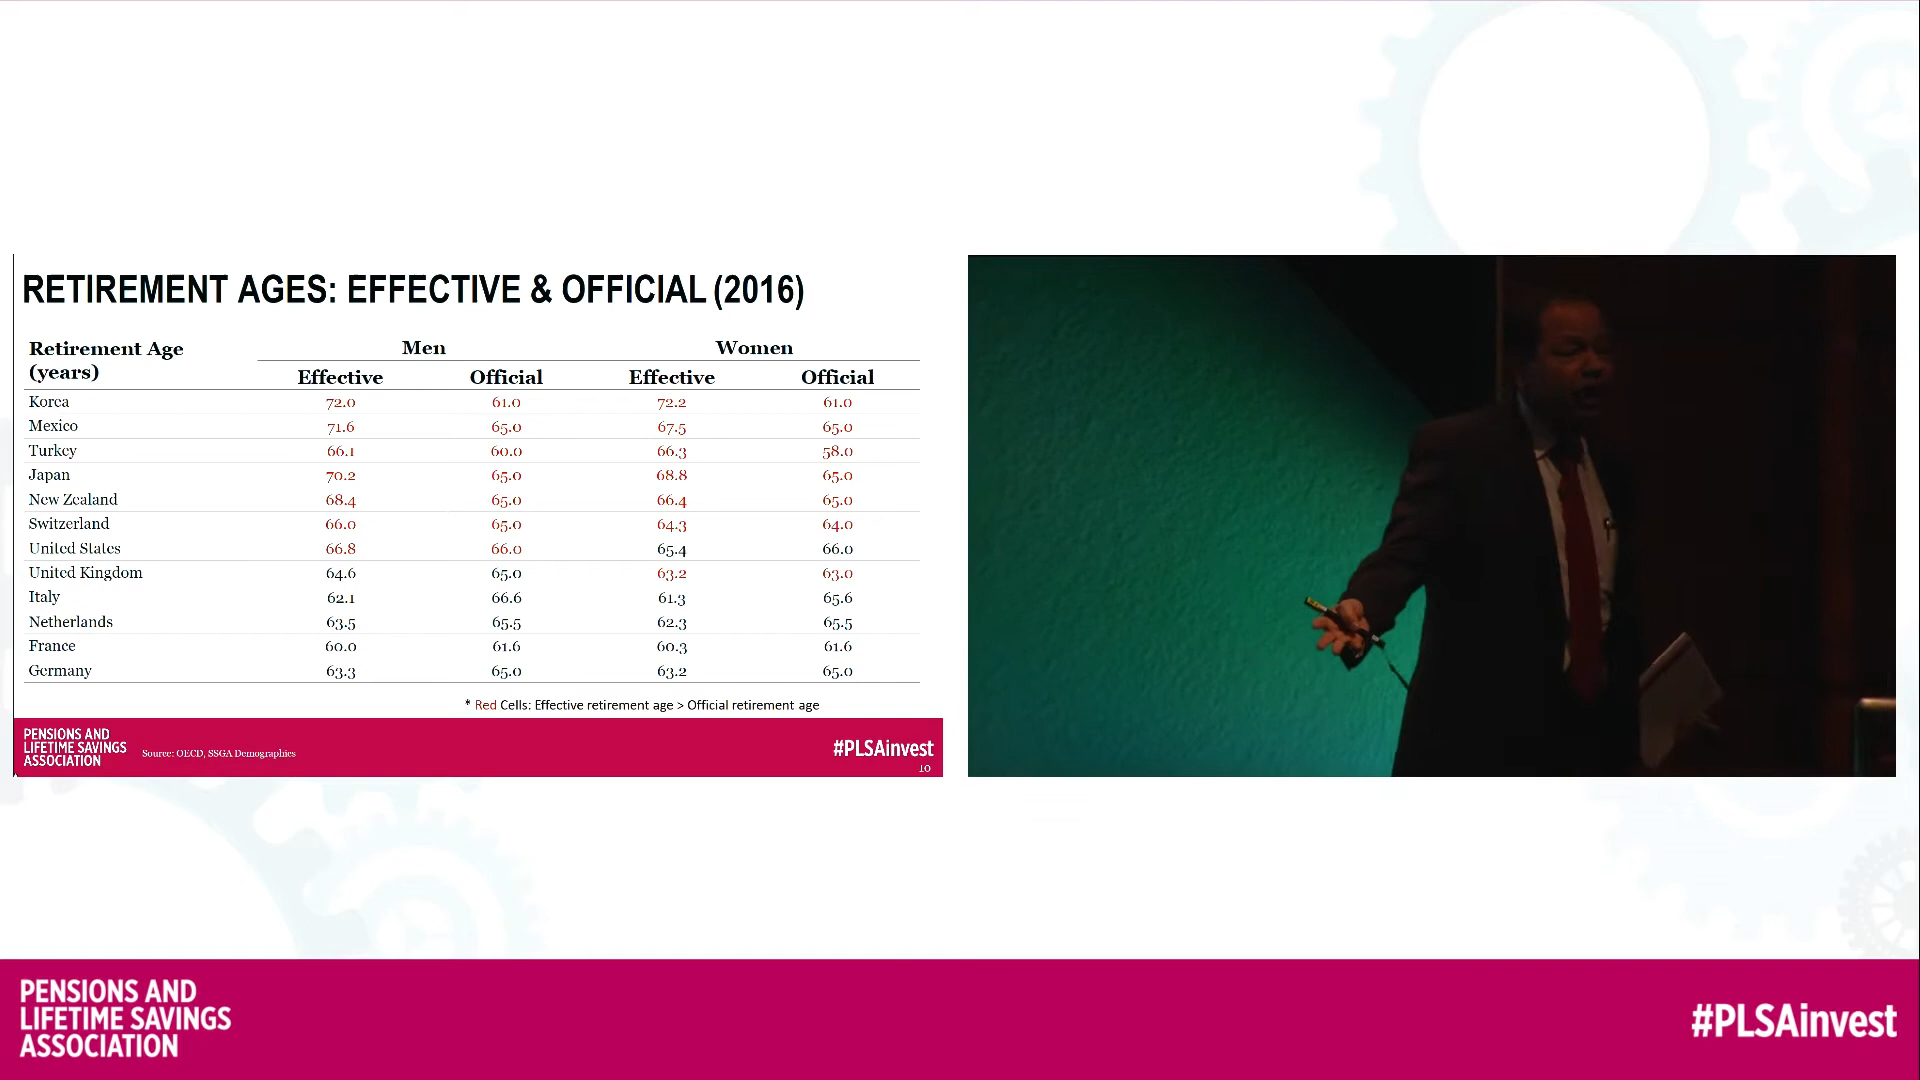 RETIREMENT AGES: EFFECTIVE & OFFICIAL (2016)
Retirement Age (years) Men Women
Effective Official Effective Official
Korea 72.0 61.0 72.2 61.0
Mexico 71.6 65.0 67.5 65.0
Turkey 66.1 60.0 66.3 58.0
Japan 70.2 65.0 68.8 65.0
New Zealand 68.4 65.0 66.4 65.0
Switzerland 66.0 65.0 64.3 64.0
United States 66.8 66.0 65.4 66.0
United Kingdom 64.6 65.0 63.2 63.0
Italy 62.1 66.6 61.3 65.6
Netherlands 63.5 65.5 62.3 65.5
France 60.0 61.6 60.3 61.6
Germany 63.3 65.0 63.2 65.0
* Red Cells: Effective retirement age > Official retirement age
PENSIONS AND
LIFETIME SAVINGS
ASSOCIATION
Source: OECD, SSGA Demographics
#PLSAinvest
10
PENSIONS AND
LIFETIME SAVINGS
ASSOCIATION
#PLSAinvest